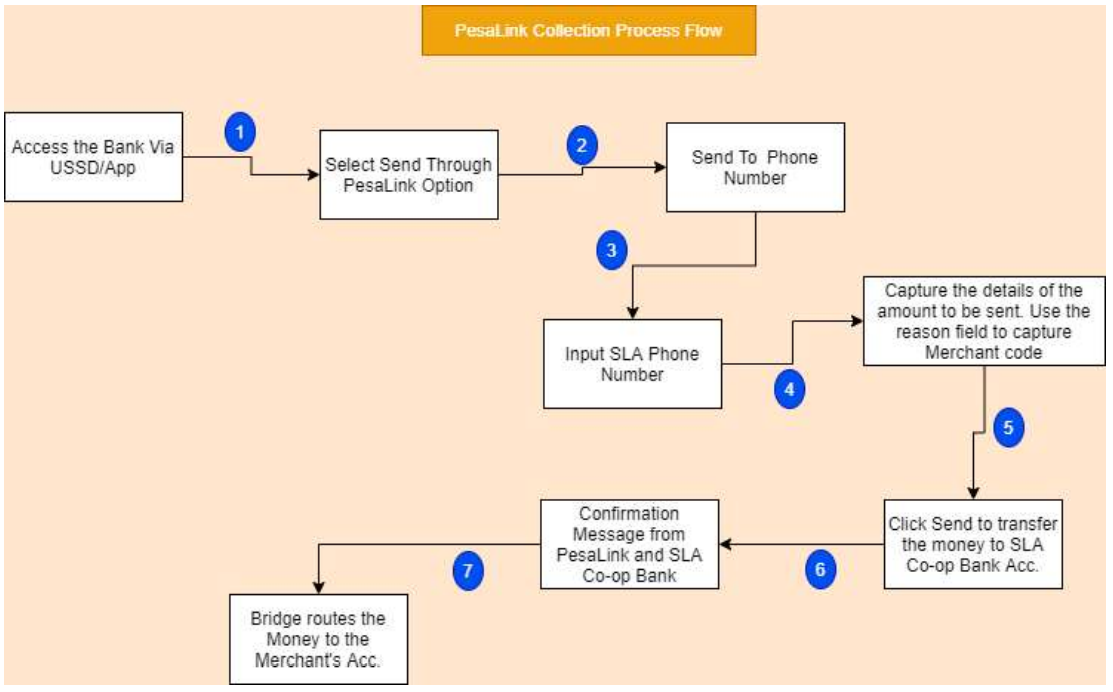 PesaLink Collection Process Flow
1
Access the Bank Via
USSD/App
Select Send Through
PesaLink Option
2
Send To Phone
Number
3
Input SLA Phone
Number
4
Capture the details of the
amount to be sent. Use the
reason field to capture
Merchant code
5
Click Send to transfer
the money to SLA
Co-op Bank Acc.
6
Confirmation
Message from
PesaLink and SLA
Co-op Bank
7
Bridge routes the
Money to the
Merchant's Acc.